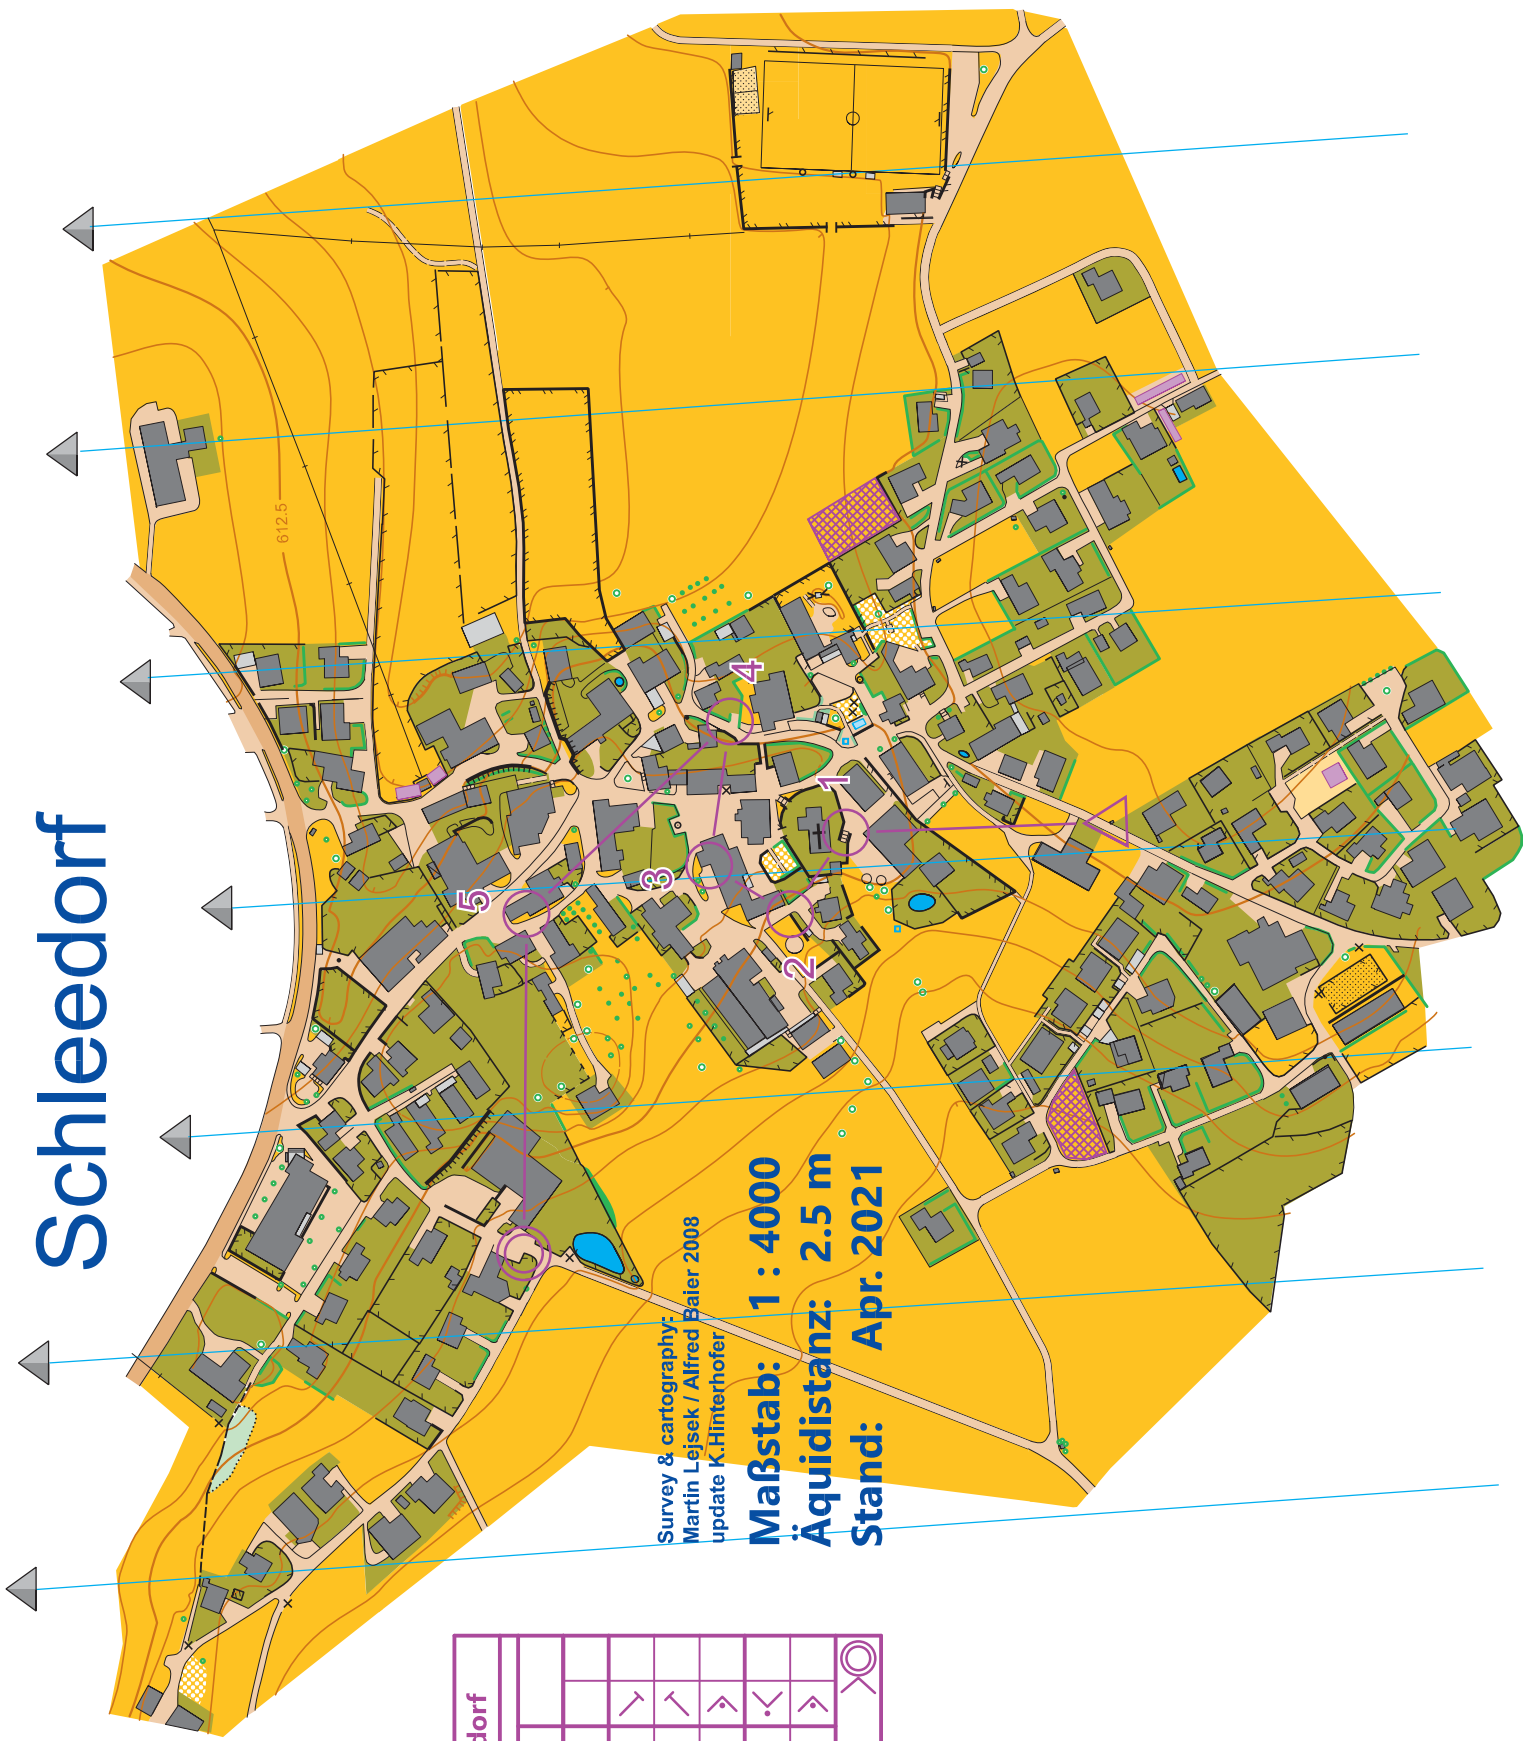 Schleedorf
612.5
4
1
3
5
2
Survey & cartography:
Martin Lejsek / Alfred Baier 2008
update K.Hinterhofer
Maßstab: 1 : 4000
Äquidistanz: 2.5 m
Stand: Apr. 2021
dorf